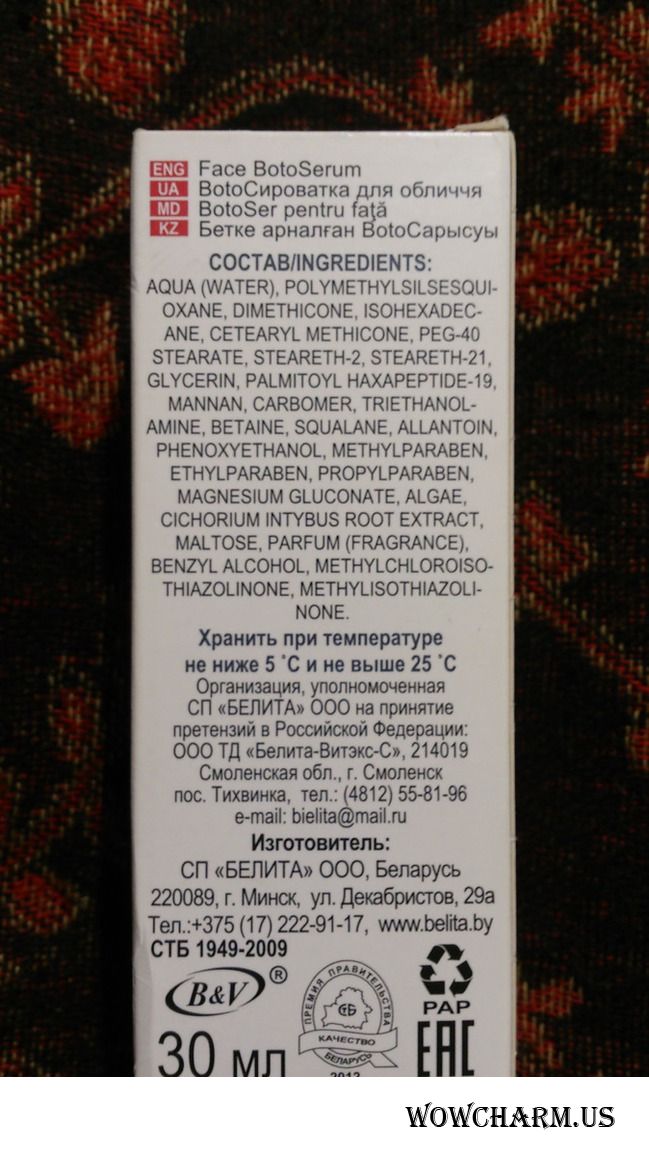 ENG Face BotoSerum
UA BotoСироватка для обличчя
MD BotoSer pentru faţă
KZ Бетке арналған BotoСарысуы
СОСТАВ/INGREDIENTS:
AQUA (WATER), POLYMETHYLSILSESQUI-
OXANE, DIMETHICONE, ISOHEXADEC-
ANE, CETEARYL METHICONE, PEG-40
STEARATE, STEARETH-2, STEARETH-21,
GLYCERIN, PALMITOYL HAXAPEPTIDE-19,
MANNAN, CARBOMER, TRIETHANOL-
AMINE, BETAINE, SQUALANE, ALLANTOIN,
PHENOXYETHANOL, METHYLPARABEN,
ETHYLPARABEN, PROPYLPARABEN,
MAGNESIUM GLUCONATE, ALGAE,
CICHORIUM INTYBUS ROOT EXTRACT,
MALTOSE, PARFUM (FRAGRANCE),
BENZYL ALCOHOL, METHYLCHLOROISO-
THIAZOLINONE, METHYLISOTHIAZOLI-
NONE.
Хранить при температуре
не ниже 5 ˚С и не выше 25 ˚С
Организация, уполномоченная
СП «БЕЛИТА» ООО на принятие
претензий в Российской Федерации:
ООО ТД «Белита-Витэкс-С», 214019
Смоленская обл., г. Смоленск
пос. Тихвинка, тел.: (4812) 55-81-96
e-mail: bielita@mail.ru
Изготовитель:
СП «БЕЛИТА» ООО, Беларусь
220089, г. Минск, ул. Декабристов, 29а
Тел.:+375 (17) 222-91-17, www.belita.by
СТБ 1949-2009
B&V ®
ПРЕМИЯ ПРАВИТЕЛЬСТВА
СТБ
КАЧЕСТВО
БЕЛАРУСЬ
2012
PAP
EAC
30 мл
WOWCHARM.US